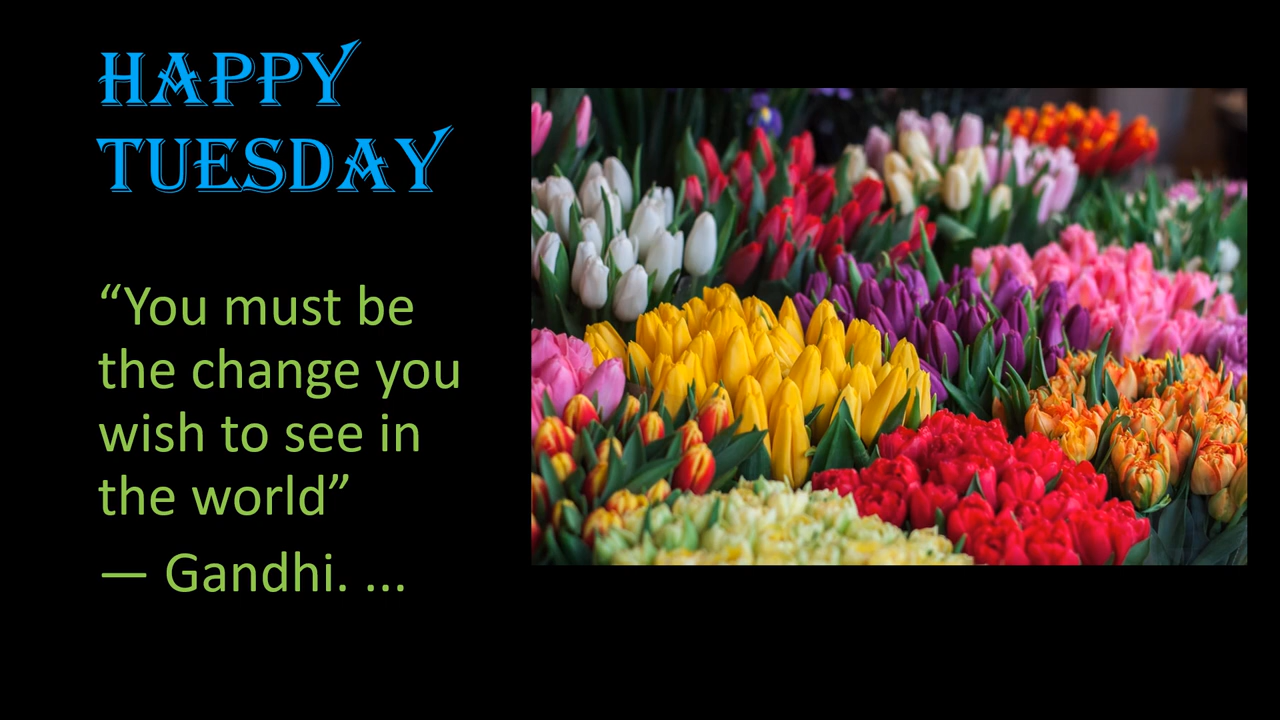 HAPPY
TUESDAY
“You must be
the change you
wish to see in
the world”
— Gandhi. ...